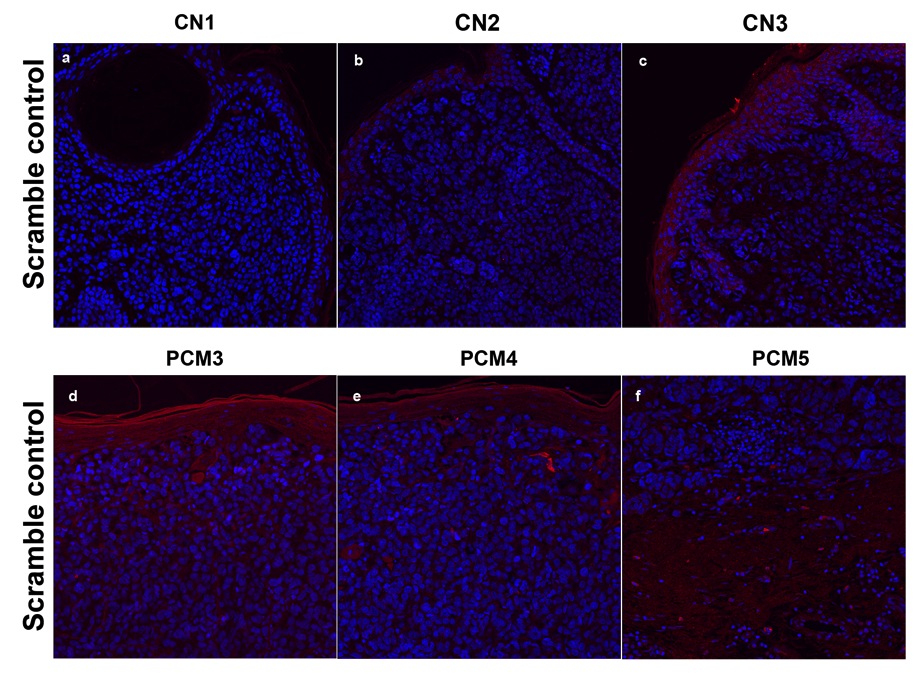 CN1 CN2 CN3
Scramble control
a b c
PCM3 PCM4 PCM5
Scramble control
d e f